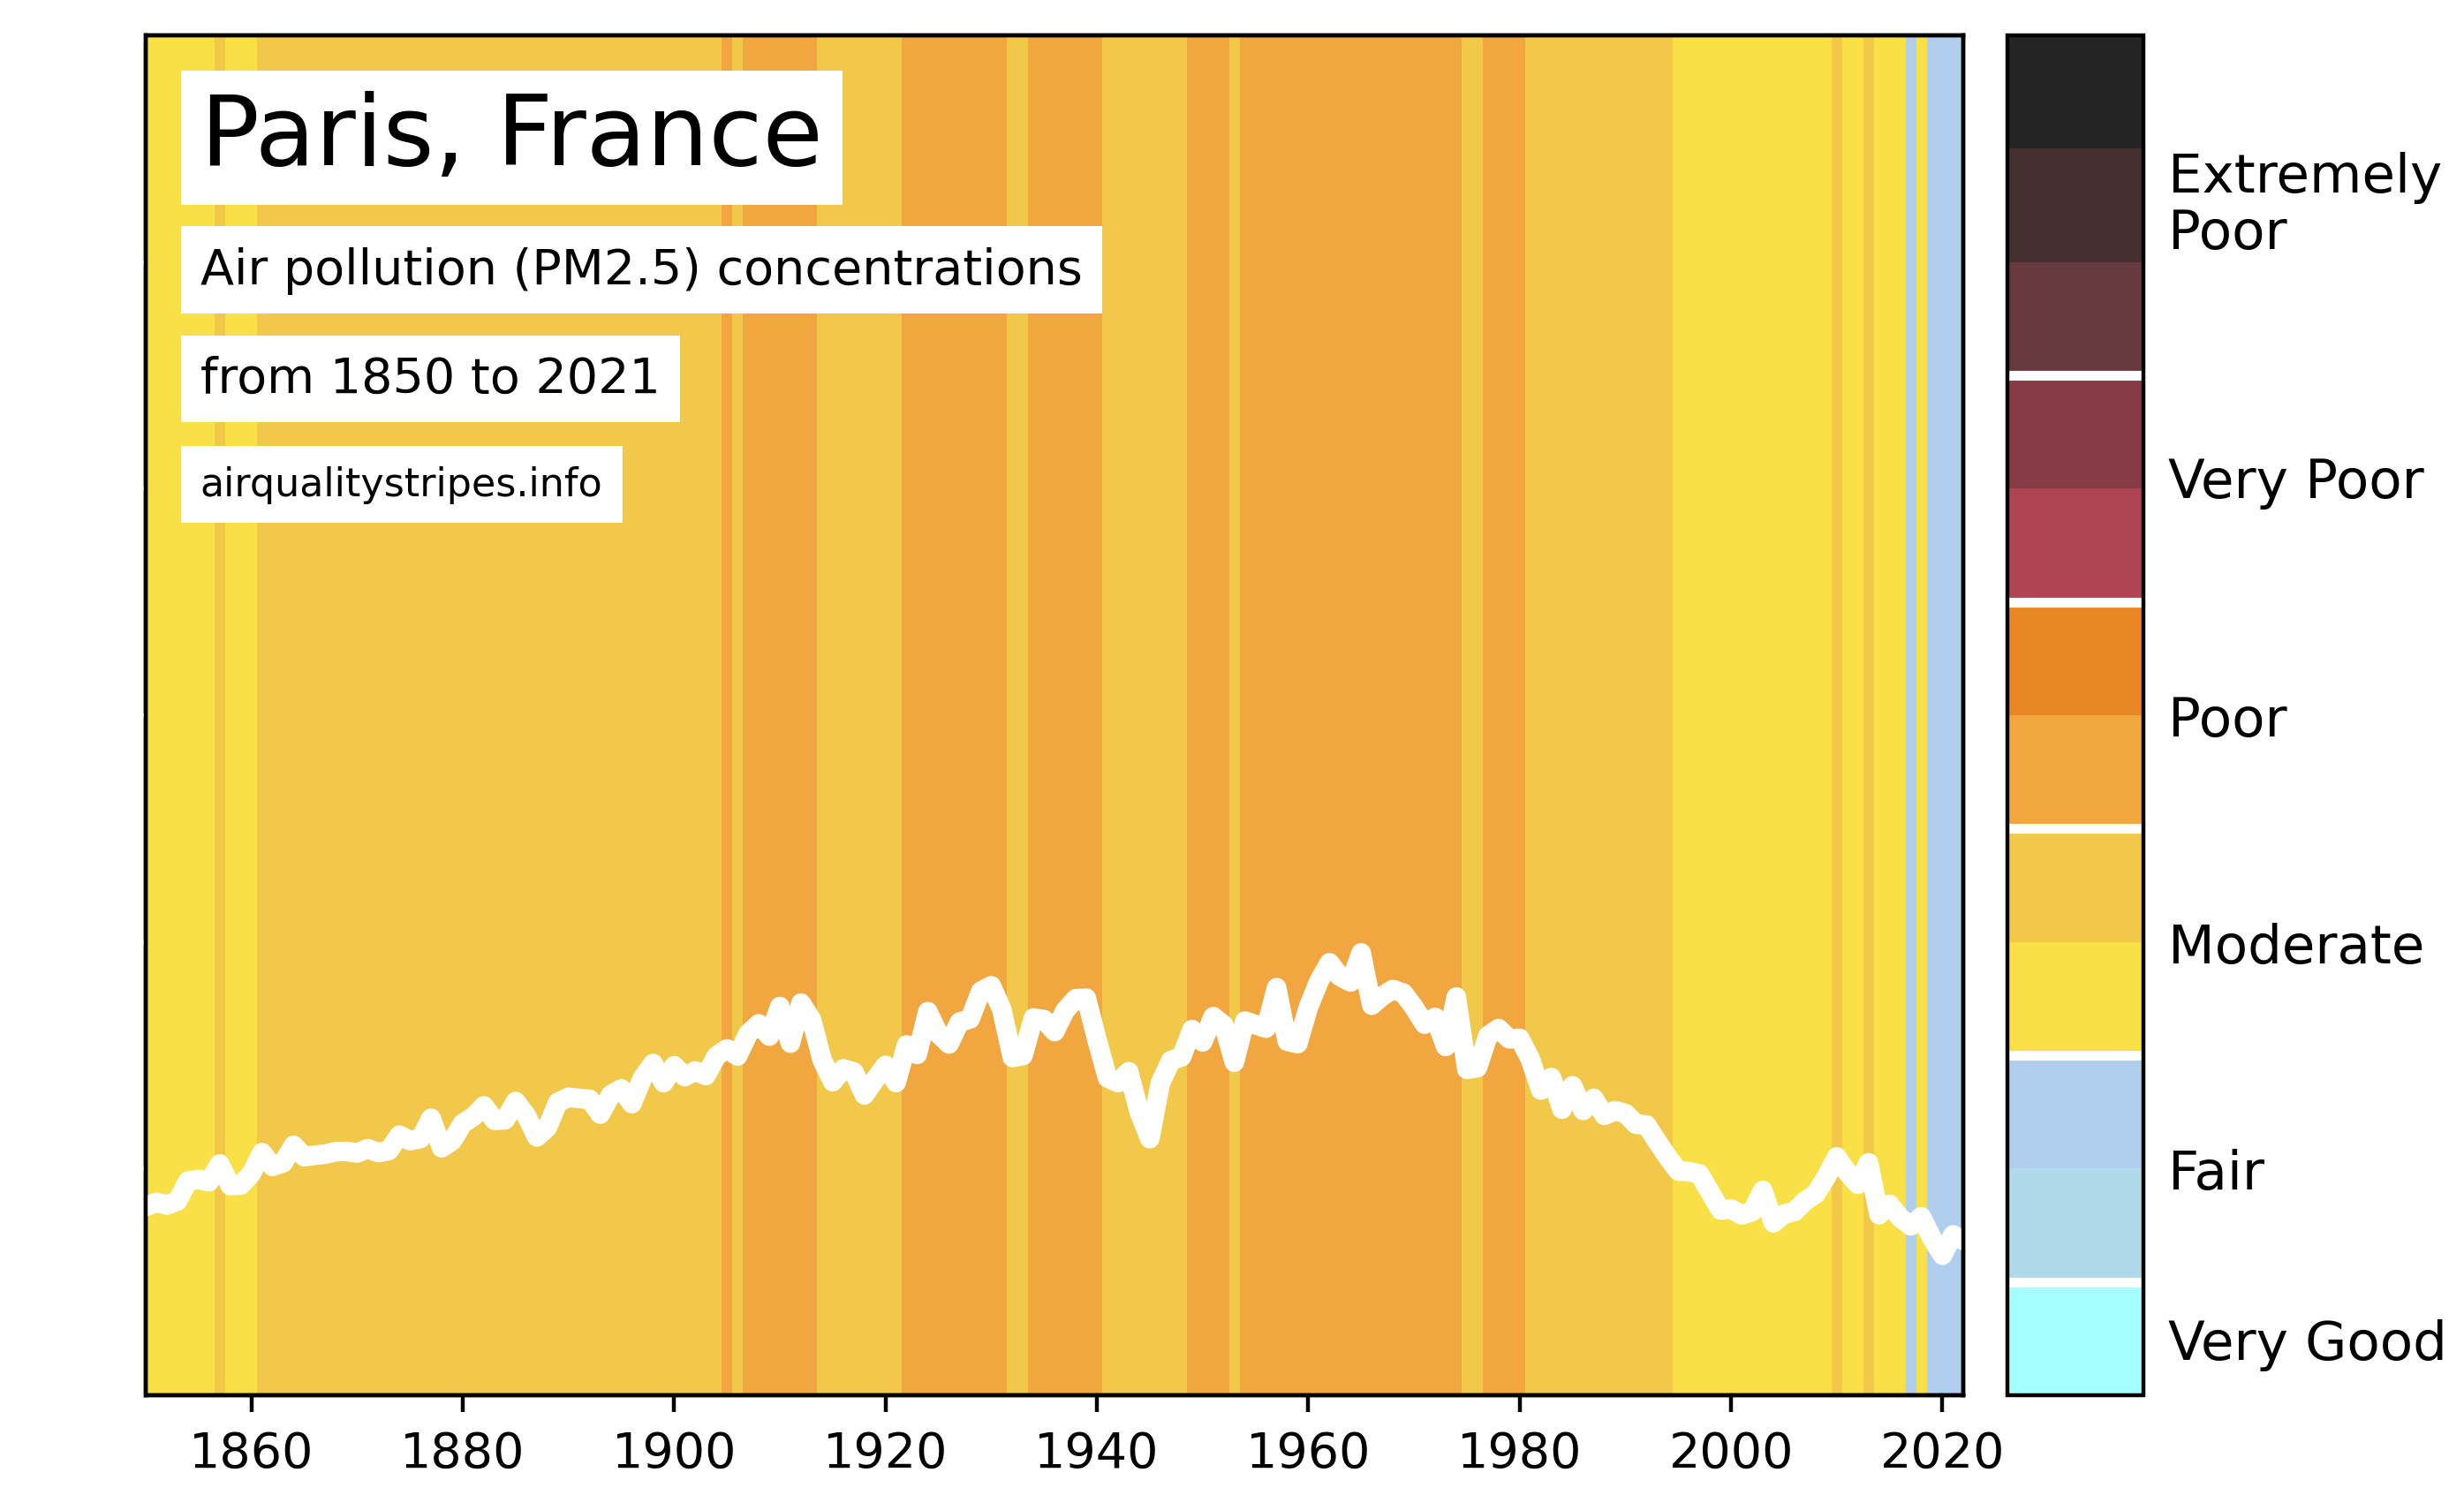 Paris, France
Air pollution (PM2.5) concentrations
from 1850 to 2021
airqualitystripes.info
Extremely
Poor
Very Poor
Poor
Moderate
Fair
Very Good
1860 1880 1900 1920 1940 1960 1980 2000 2020